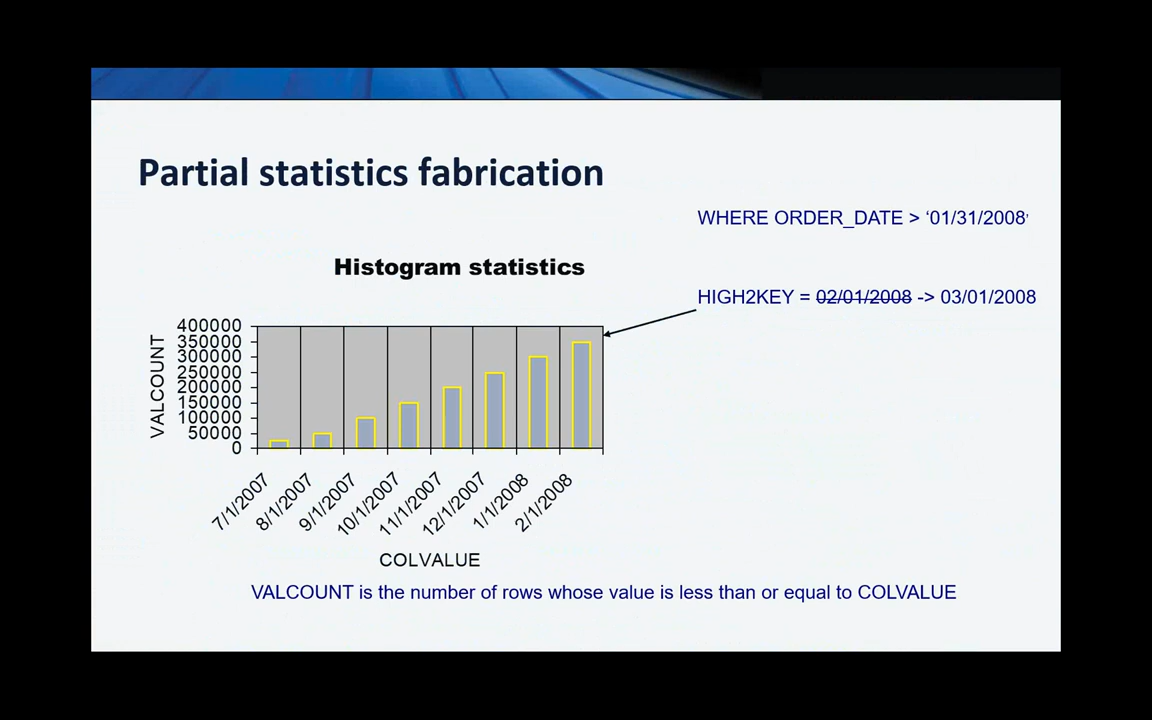 Partial statistics fabrication
WHERE ORDER_DATE > ‘01/31/2008’
Histogram statistics
HIGH2KEY = 02/01/2008 -> 03/01/2008
400000
350000
300000
250000
200000
150000
100000
50000
0
VALCOUNT
7/1/2007
8/1/2007
9/1/2007
10/1/2007
11/1/2007
12/1/2007
1/1/2008
2/1/2008
COLVALUE
VALCOUNT is the number of rows whose value is less than or equal to COLVALUE